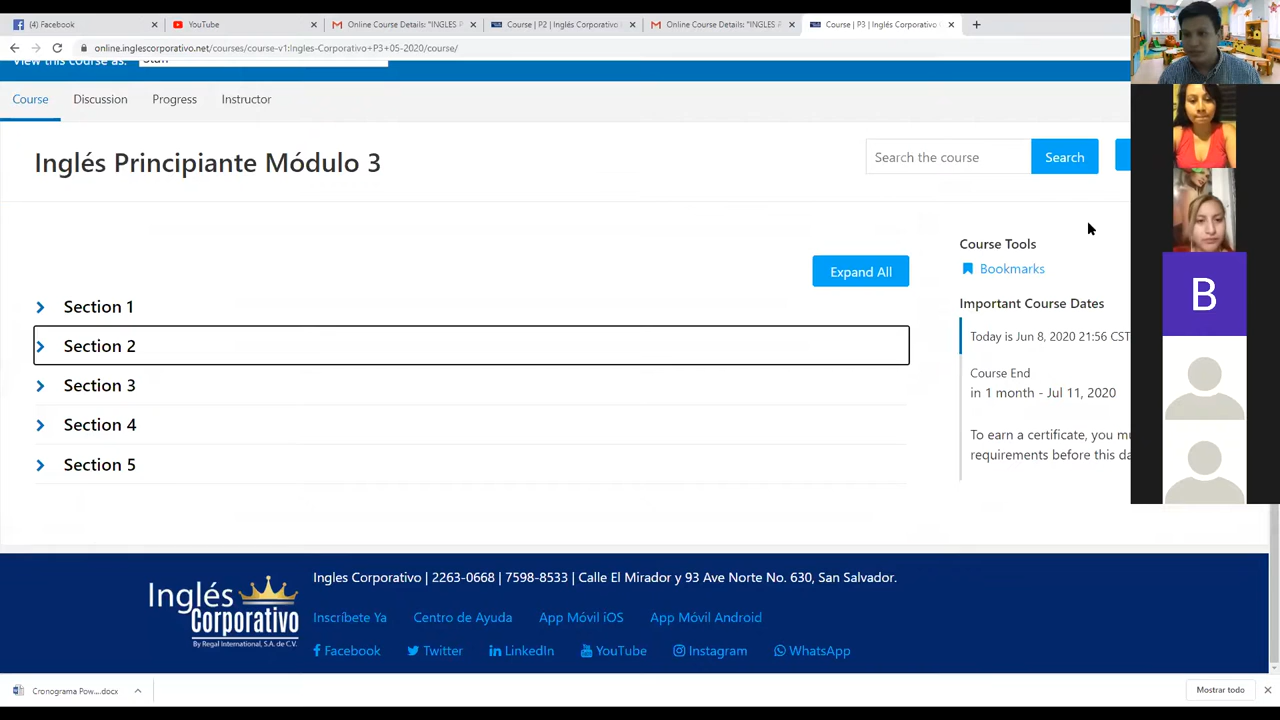 (4) Facebook
YouTube
Online Course Details: "INGLES P
Course | P2 | Inglés Corporativo
Online Course Details: "INGLES P
Course | P3 | Inglés Corporativo
online.inglescorporativo.net/courses/course-v1:Ingles-Corporativo+P3+05-2020/course/
View this course as:
Staff
Course
Discussion
Progress
Instructor
Inglés Principiante Módulo 3
Search the course
Search
Course Tools
Bookmarks
Expand All
Important Course Dates
Today is Jun 8, 2020 21:56 CST
Course End
in 1 month - Jul 11, 2020
To earn a certificate, you mu
requirements before this da
Section 1
Section 2
Section 3
Section 4
Section 5
B
Inglés
Corporativo
By Regal International, S.A. de C.V.
Ingles Corporativo | 2263-0668 | 7598-8533 | Calle El Mirador y 93 Ave Norte No. 630, San Salvador.
Inscríbete Ya
Centro de Ayuda
App Móvil iOS
App Móvil Android
Facebook
Twitter
LinkedIn
YouTube
Instagram
WhatsApp
Cronograma Pow....docx
Mostrar todo